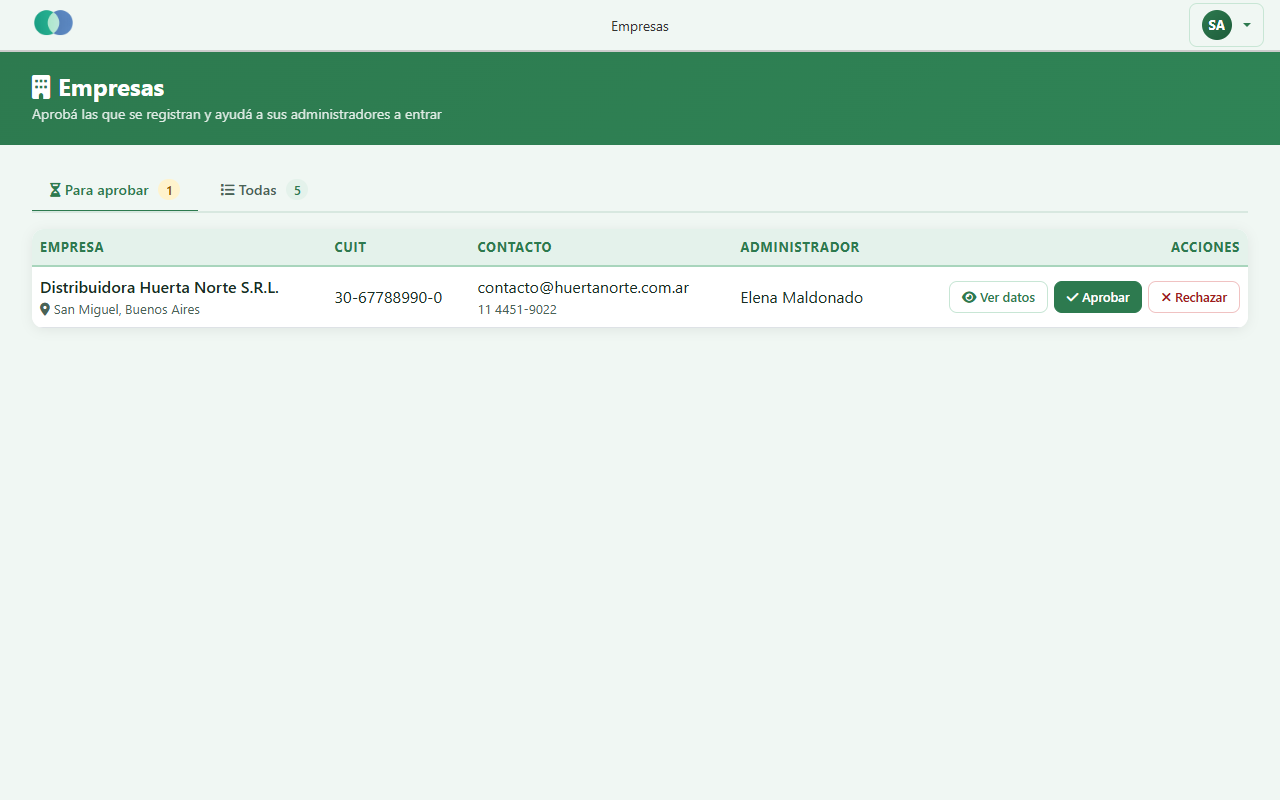 Empresas
SA
Empresas
Aprobá las que se registran y ayudá a sus administradores a entrar
Para aprobar 1 Todas 5
EMPRESA CUIT CONTACTO ADMINISTRADOR ACCIONES
Distribuidora Huerta Norte S.R.L. 30-67788990-0 contacto@huertanorte.com.ar Elena Maldonado Ver datos Aprobar Rechazar
San Miguel, Buenos Aires 11 4451-9022